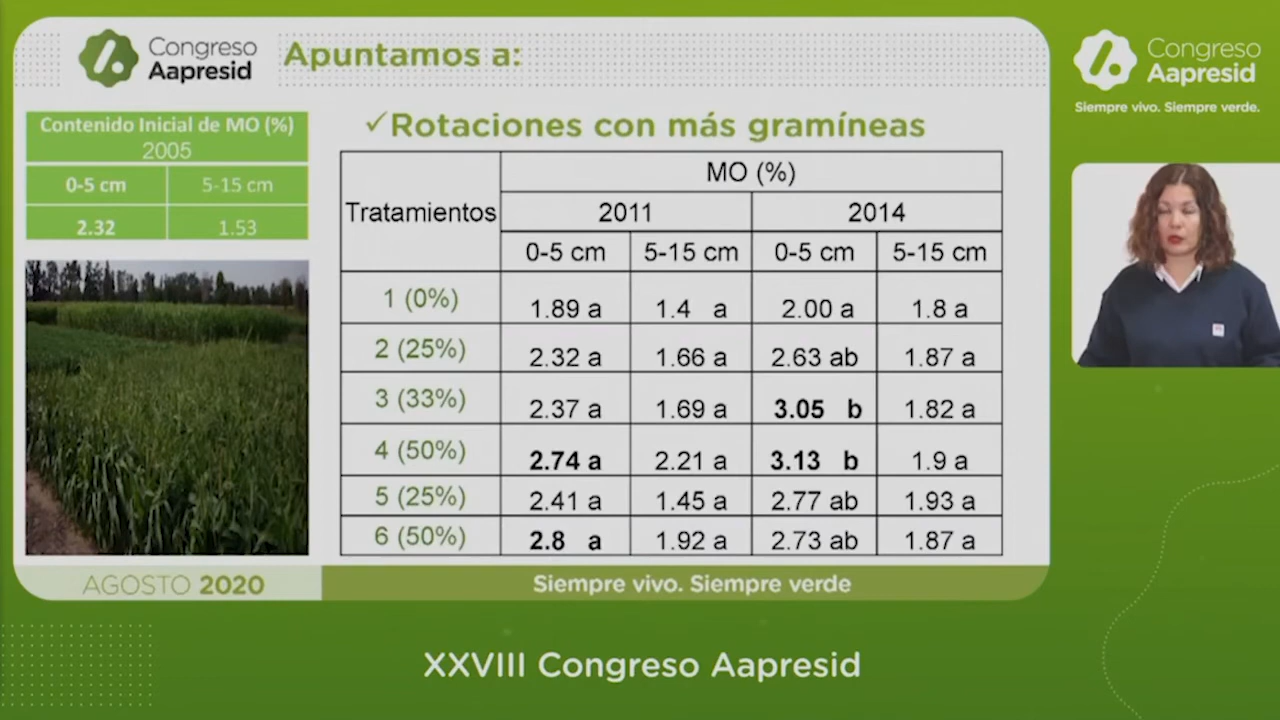 Congreso
Aapresid
Apuntamos a:
Congreso
Aapresid
Siempre vivo. Siempre verde.
Contenido Inicial de MO (%)
2005
0-5 cm 5-15 cm
2.32 1.53
✓Rotaciones con más gramíneas
Tratamientos MO (%)
2011 2014
0-5 cm 5-15 cm 0-5 cm 5-15 cm
1 (0%) 1.89 a 1.4 a 2.00 a 1.8 a
2 (25%) 2.32 a 1.66 a 2.63 ab 1.87 a
3 (33%) 2.37 a 1.69 a 3.05 b 1.82 a
4 (50%) 2.74 a 2.21 a 3.13 b 1.9 a
5 (25%) 2.41 a 1.45 a 2.77 ab 1.93 a
6 (50%) 2.8 a 1.92 a 2.73 ab 1.87 a
AGOSTO 2020
Siempre vivo. Siempre verde
XXVIII Congreso Aapresid